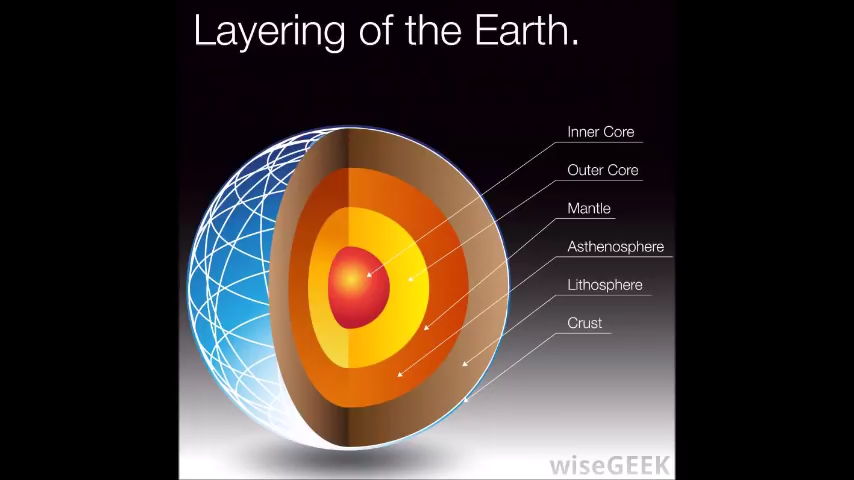 Layering of the Earth.
Inner Core
Outer Core
Mantle
Asthenosphere
Lithosphere
Crust
wiseGEEK